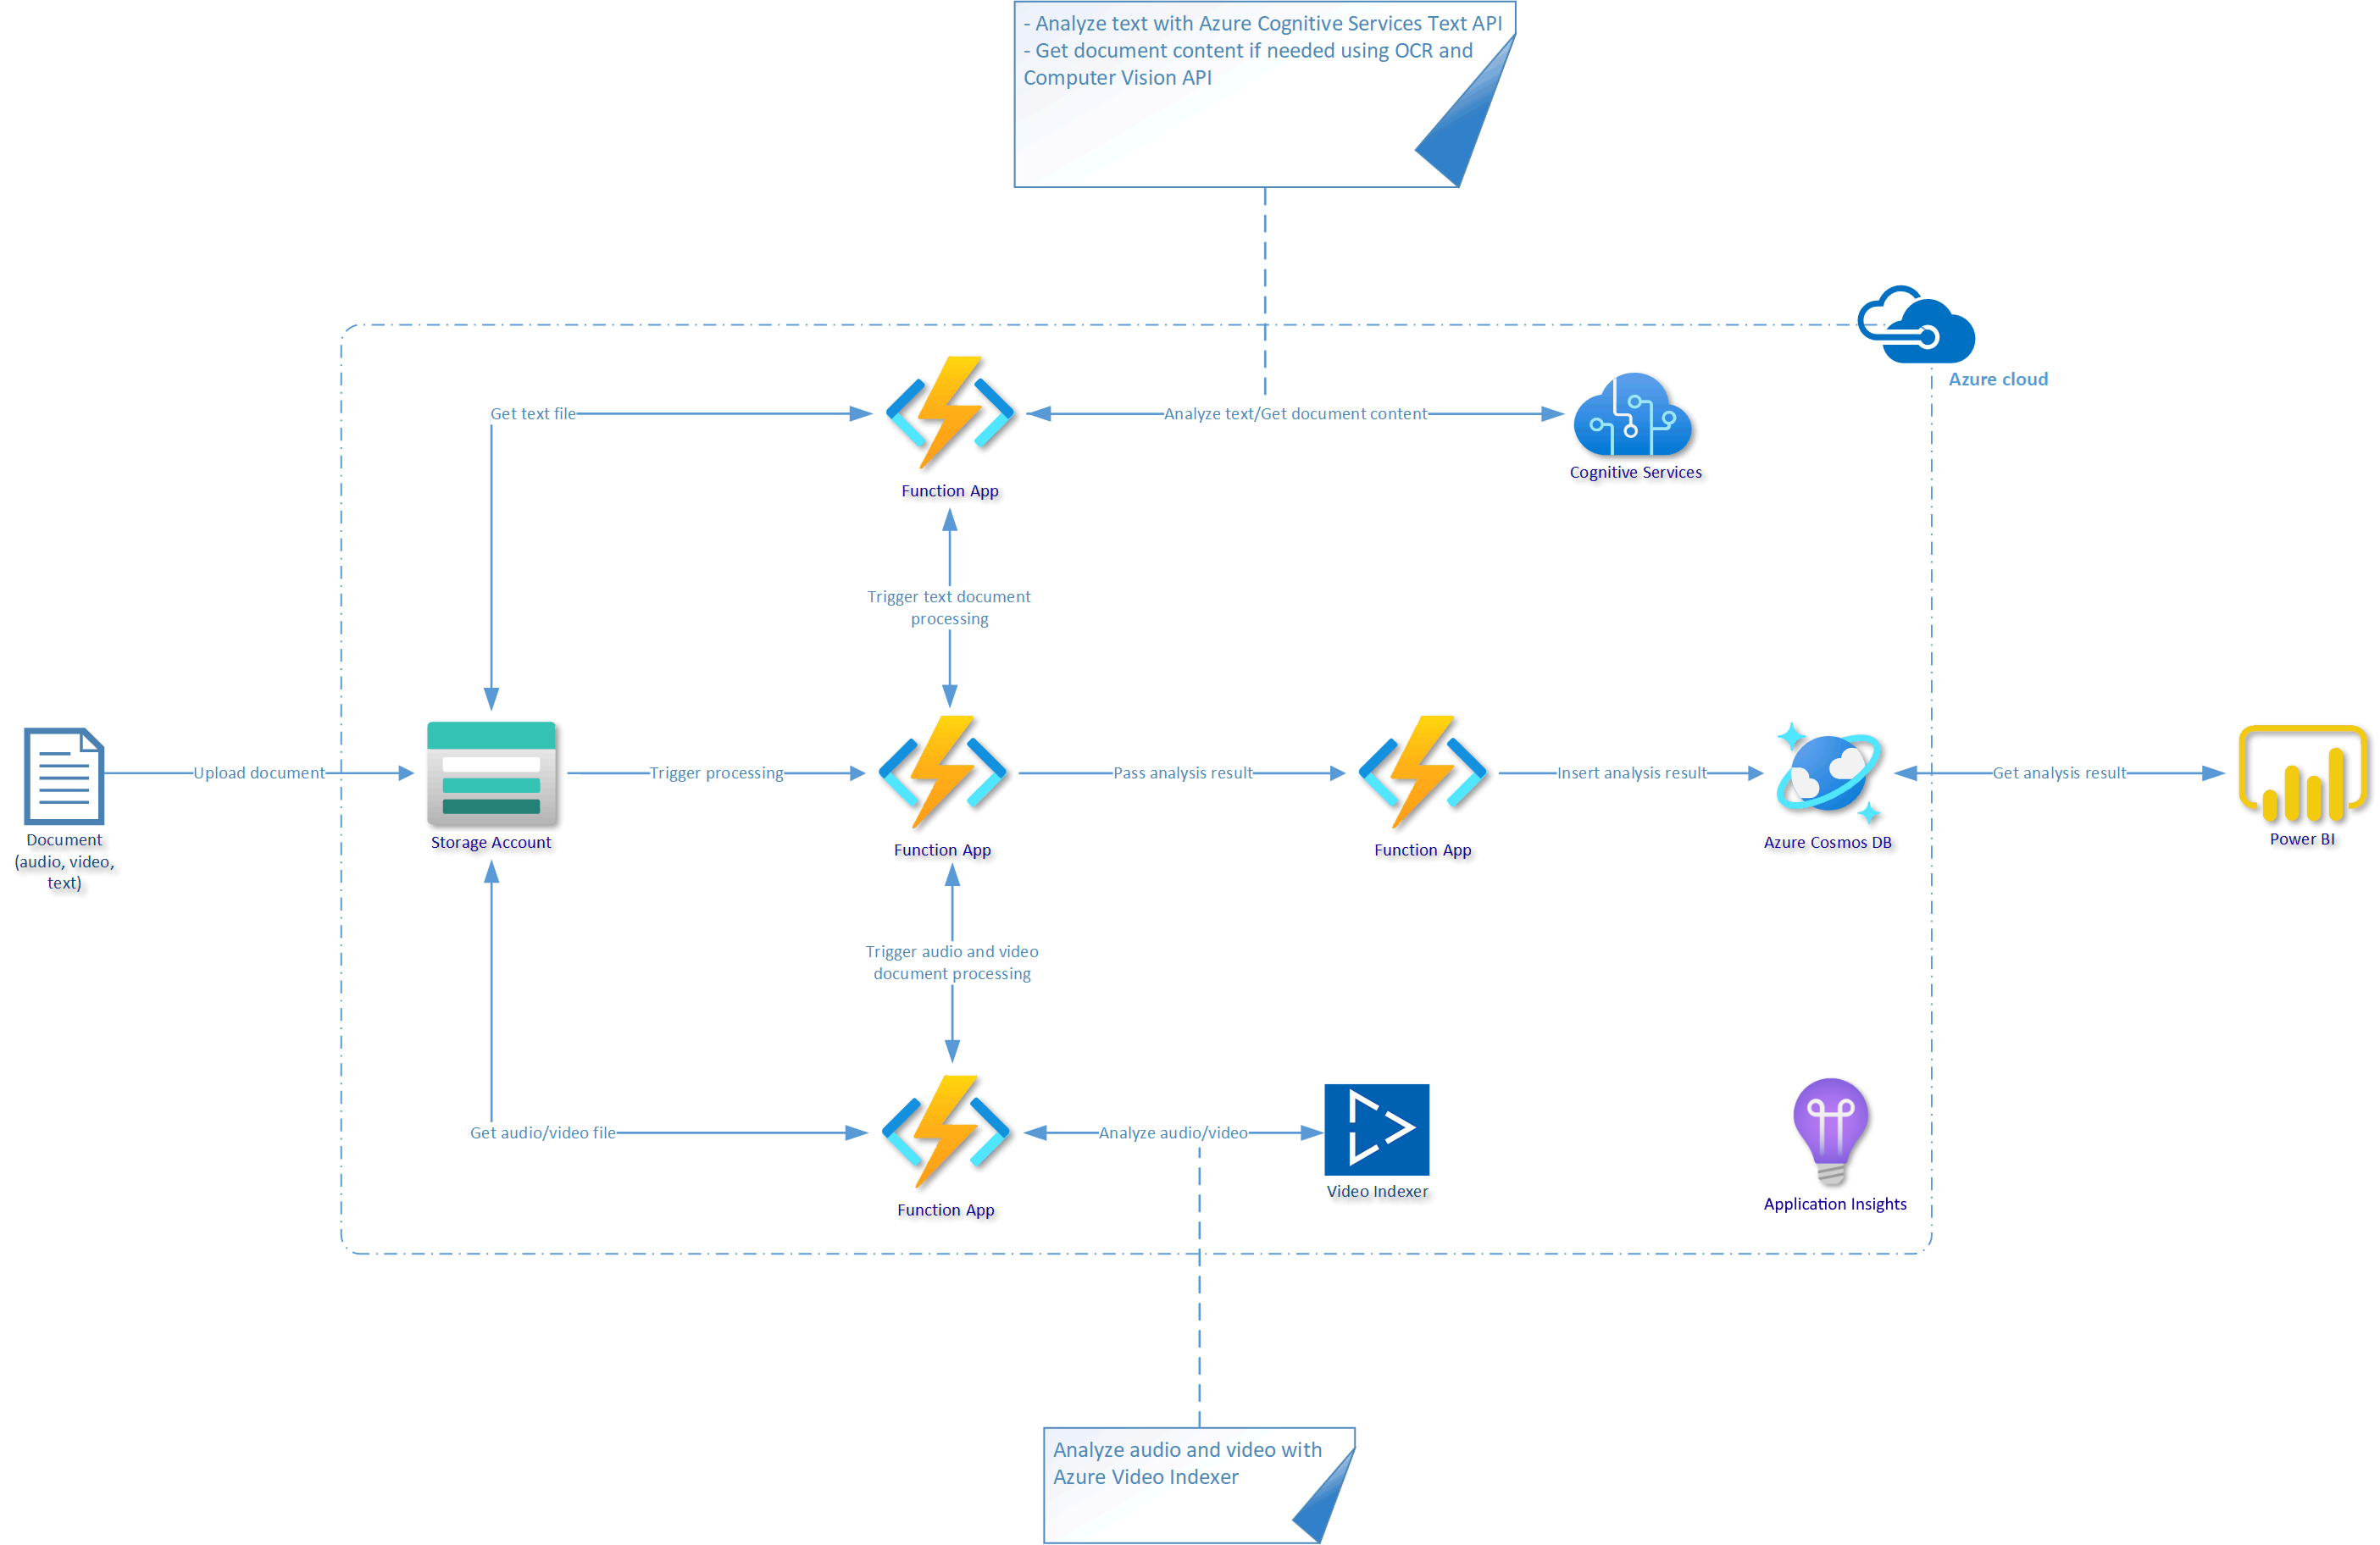 - Analyze text with Azure Cognitive Services Text API
- Get document content if needed using OCR and
Computer Vision API
Azure cloud
Get text file
Analyze text/Get document content
Cognitive Services
Function App
Trigger text document
processing
Upload document
Trigger processing
Pass analysis result
Insert analysis result
Get analysis result
Document
(audio, video,
text)
Storage Account
Function App
Function App
Azure Cosmos DB
Power BI
Trigger audio and video
document processing
Get audio/video file
Analyze audio/video
Video Indexer
Function App
Application Insights
Analyze audio and video with
Azure Video Indexer